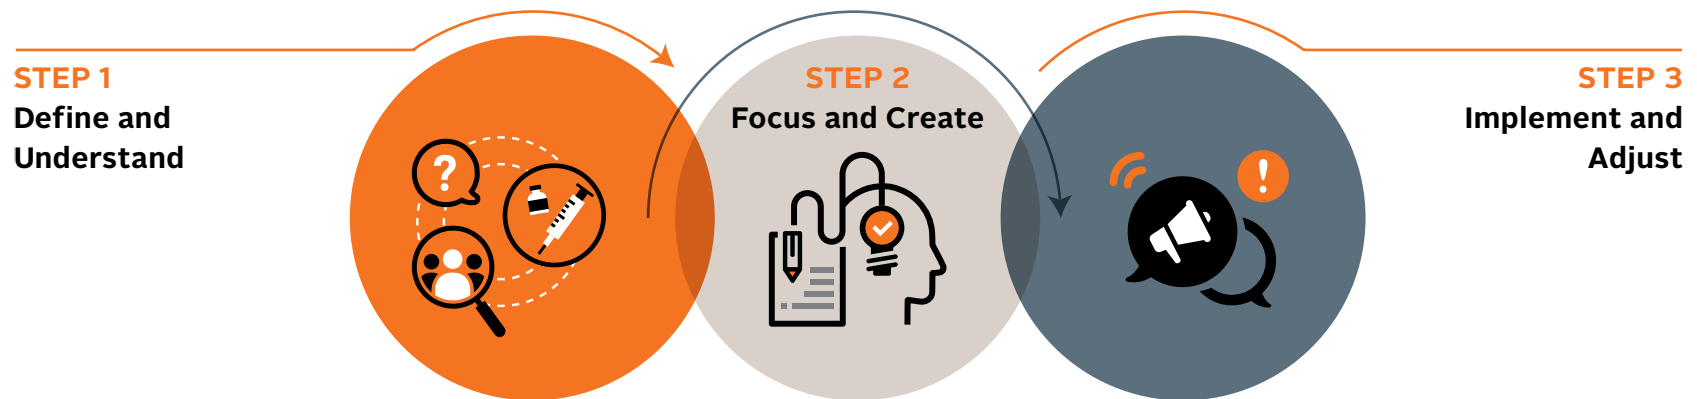 STEP 1
Define and
Understand
STEP 2
Focus and Create
STEP 3
Implement and
Adjust